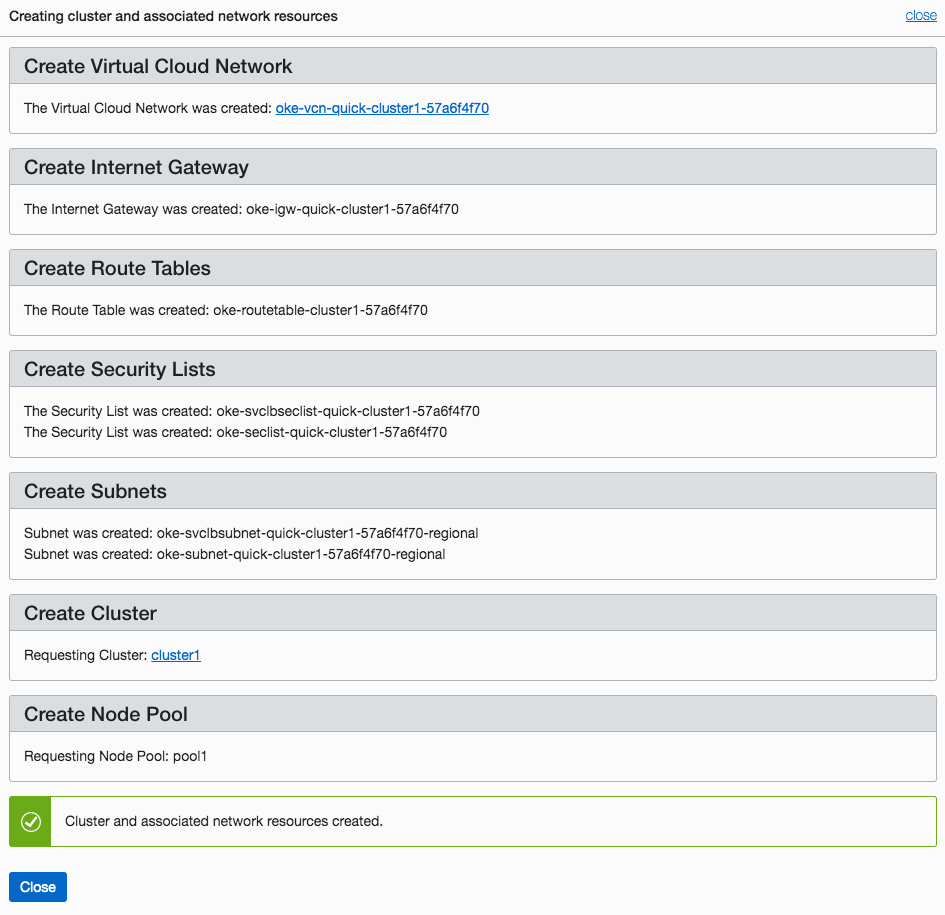 Creating cluster and associated network resources
close
Create Virtual Cloud Network
The Virtual Cloud Network was created: oke-vcn-quick-cluster1-57a6f4f70
Create Internet Gateway
The Internet Gateway was created: oke-igw-quick-cluster1-57a6f4f70
Create Route Tables
The Route Table was created: oke-routetable-cluster1-57a6f4f70
Create Security Lists
The Security List was created: oke-svclbseclist-quick-cluster1-57a6f4f70
The Security List was created: oke-seclist-quick-cluster1-57a6f4f70
Create Subnets
Subnet was created: oke-svclbsubnet-quick-cluster1-57a6f4f70-regional
Subnet was created: oke-subnet-quick-cluster1-57a6f4f70-regional
Create Cluster
Requesting Cluster: cluster1
Create Node Pool
Requesting Node Pool: pool1
Cluster and associated network resources created.
Close